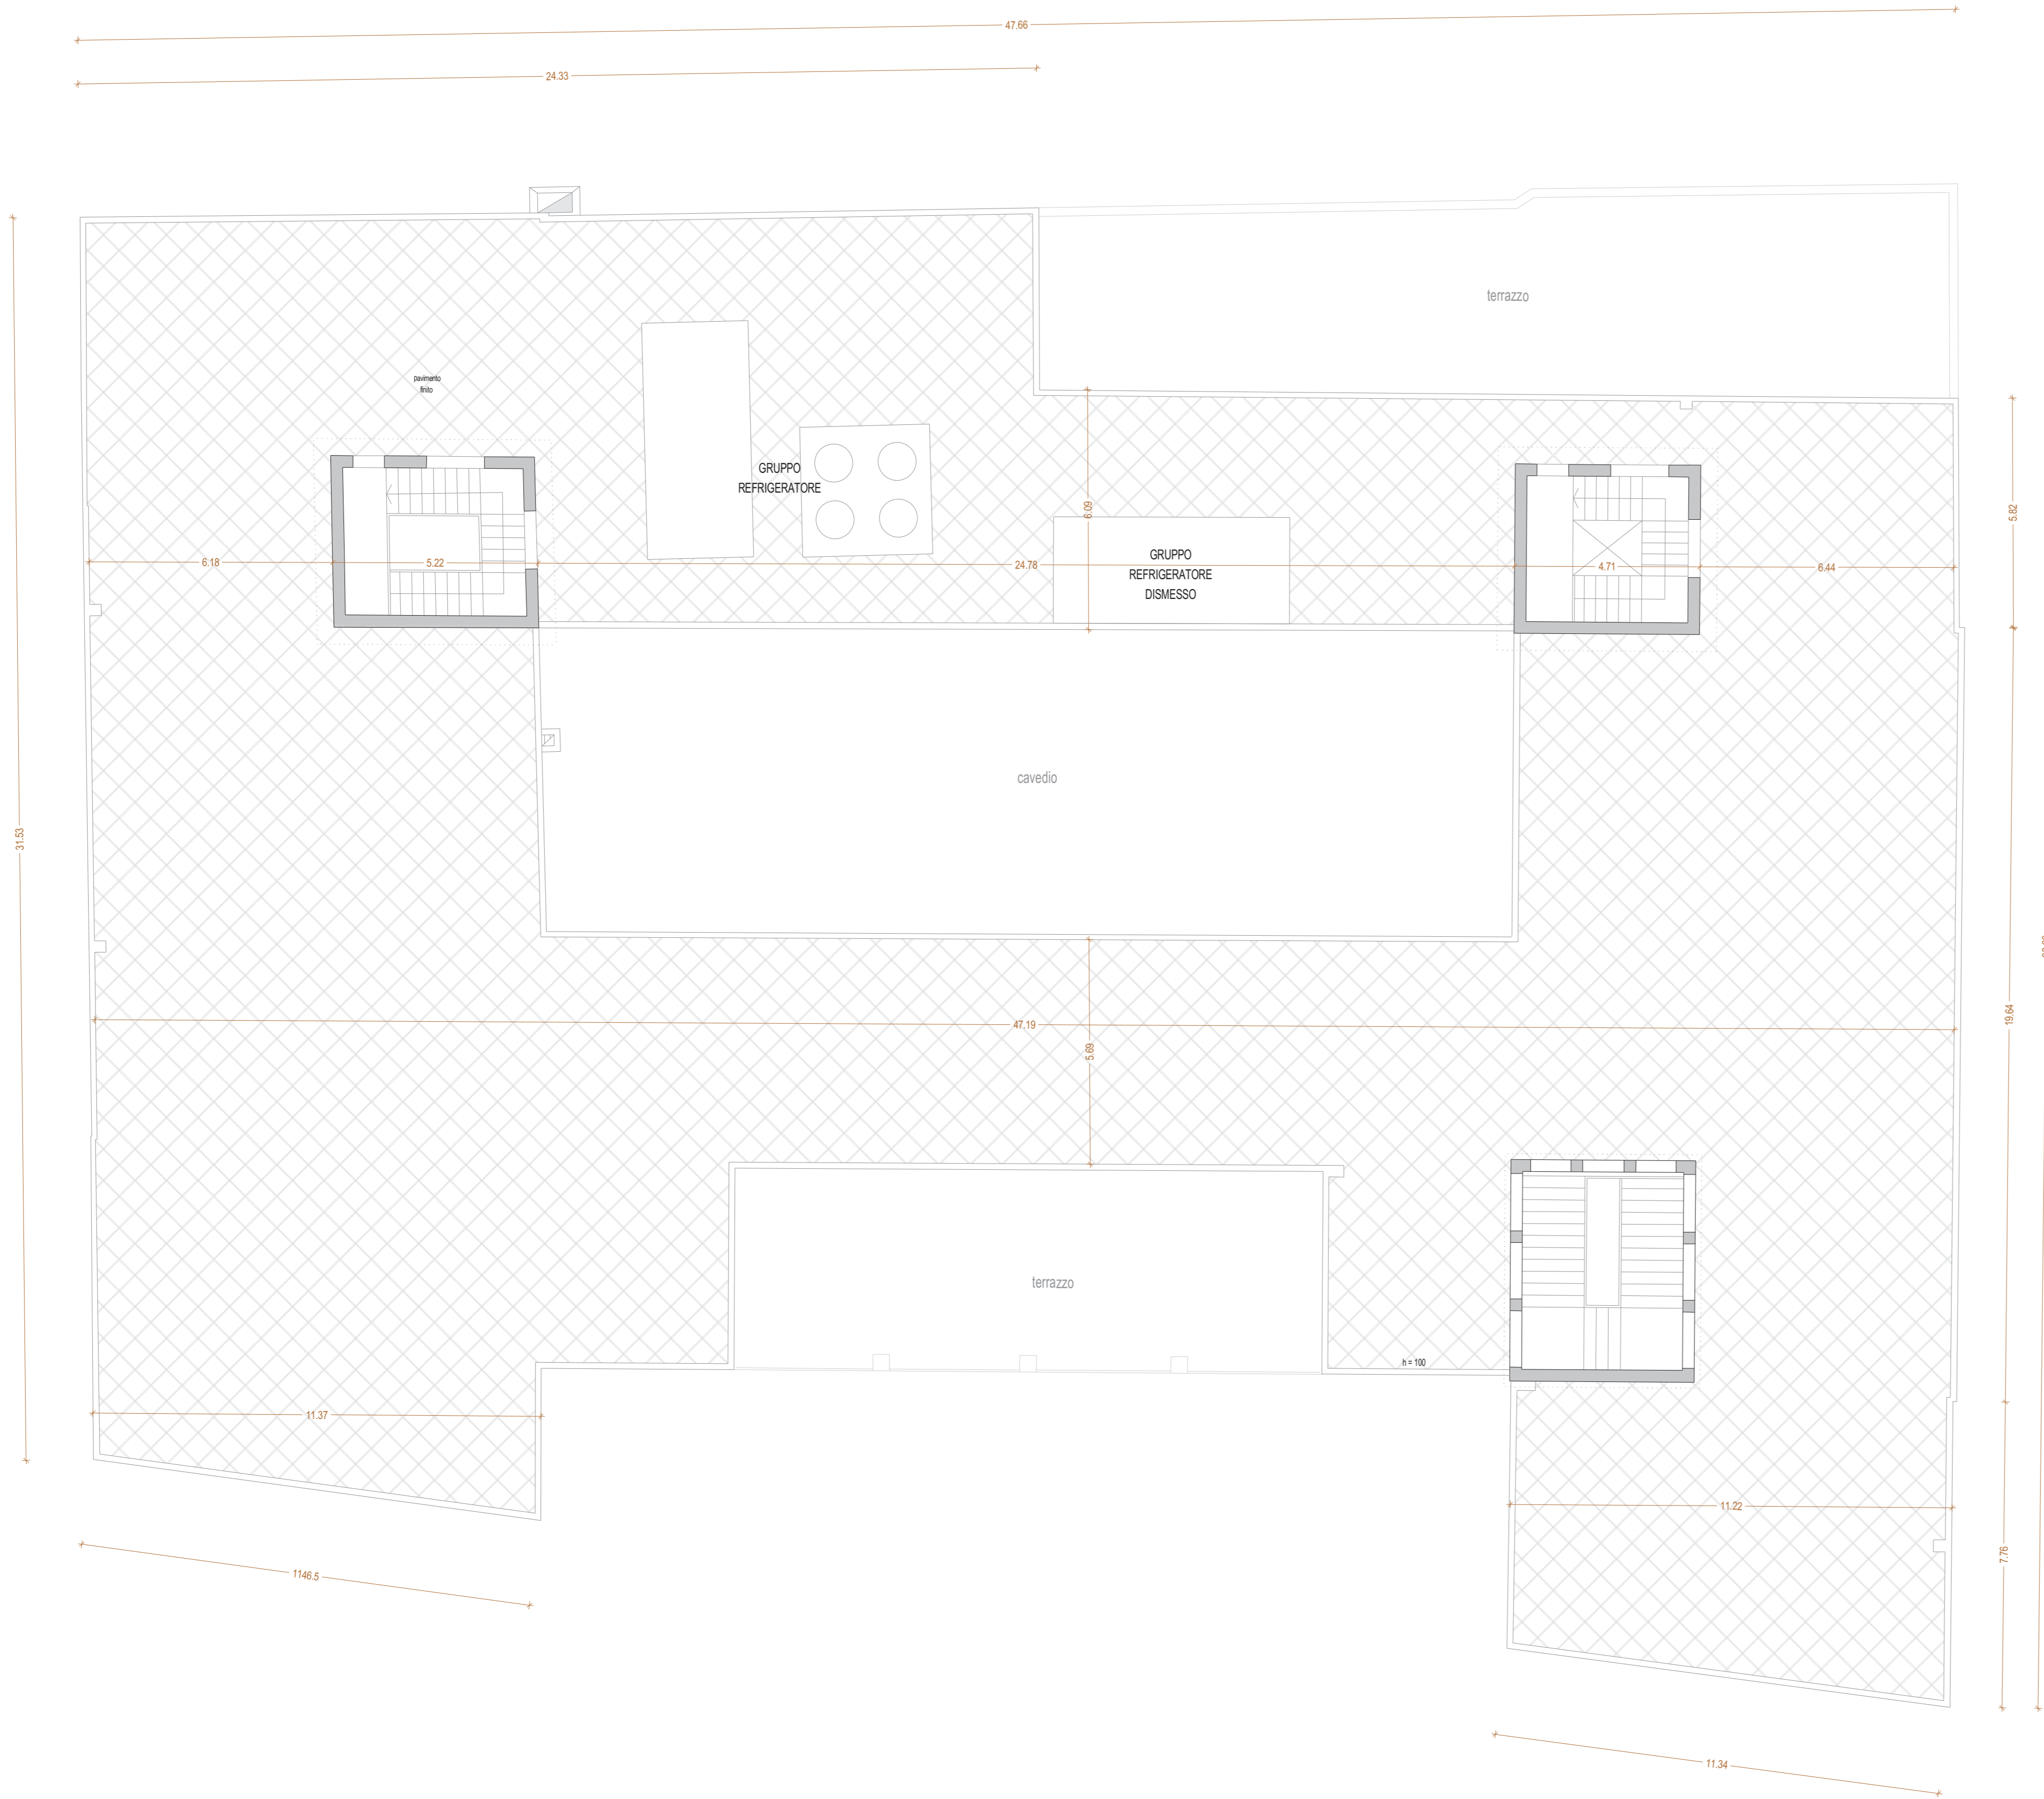 47.66
24.33
terrazzo
pavimento
finito
GRUPPO
REFRIGERATORE
6.09
5.82
GRUPPO
REFRIGERATORE
DISMESSO
6.18
5.22
24.78
4.71
6.44
cavedio
31.53
47.19
5.69
19.64
terrazzo
h = 100
11.37
11.22
7.76
1146.5
11.34